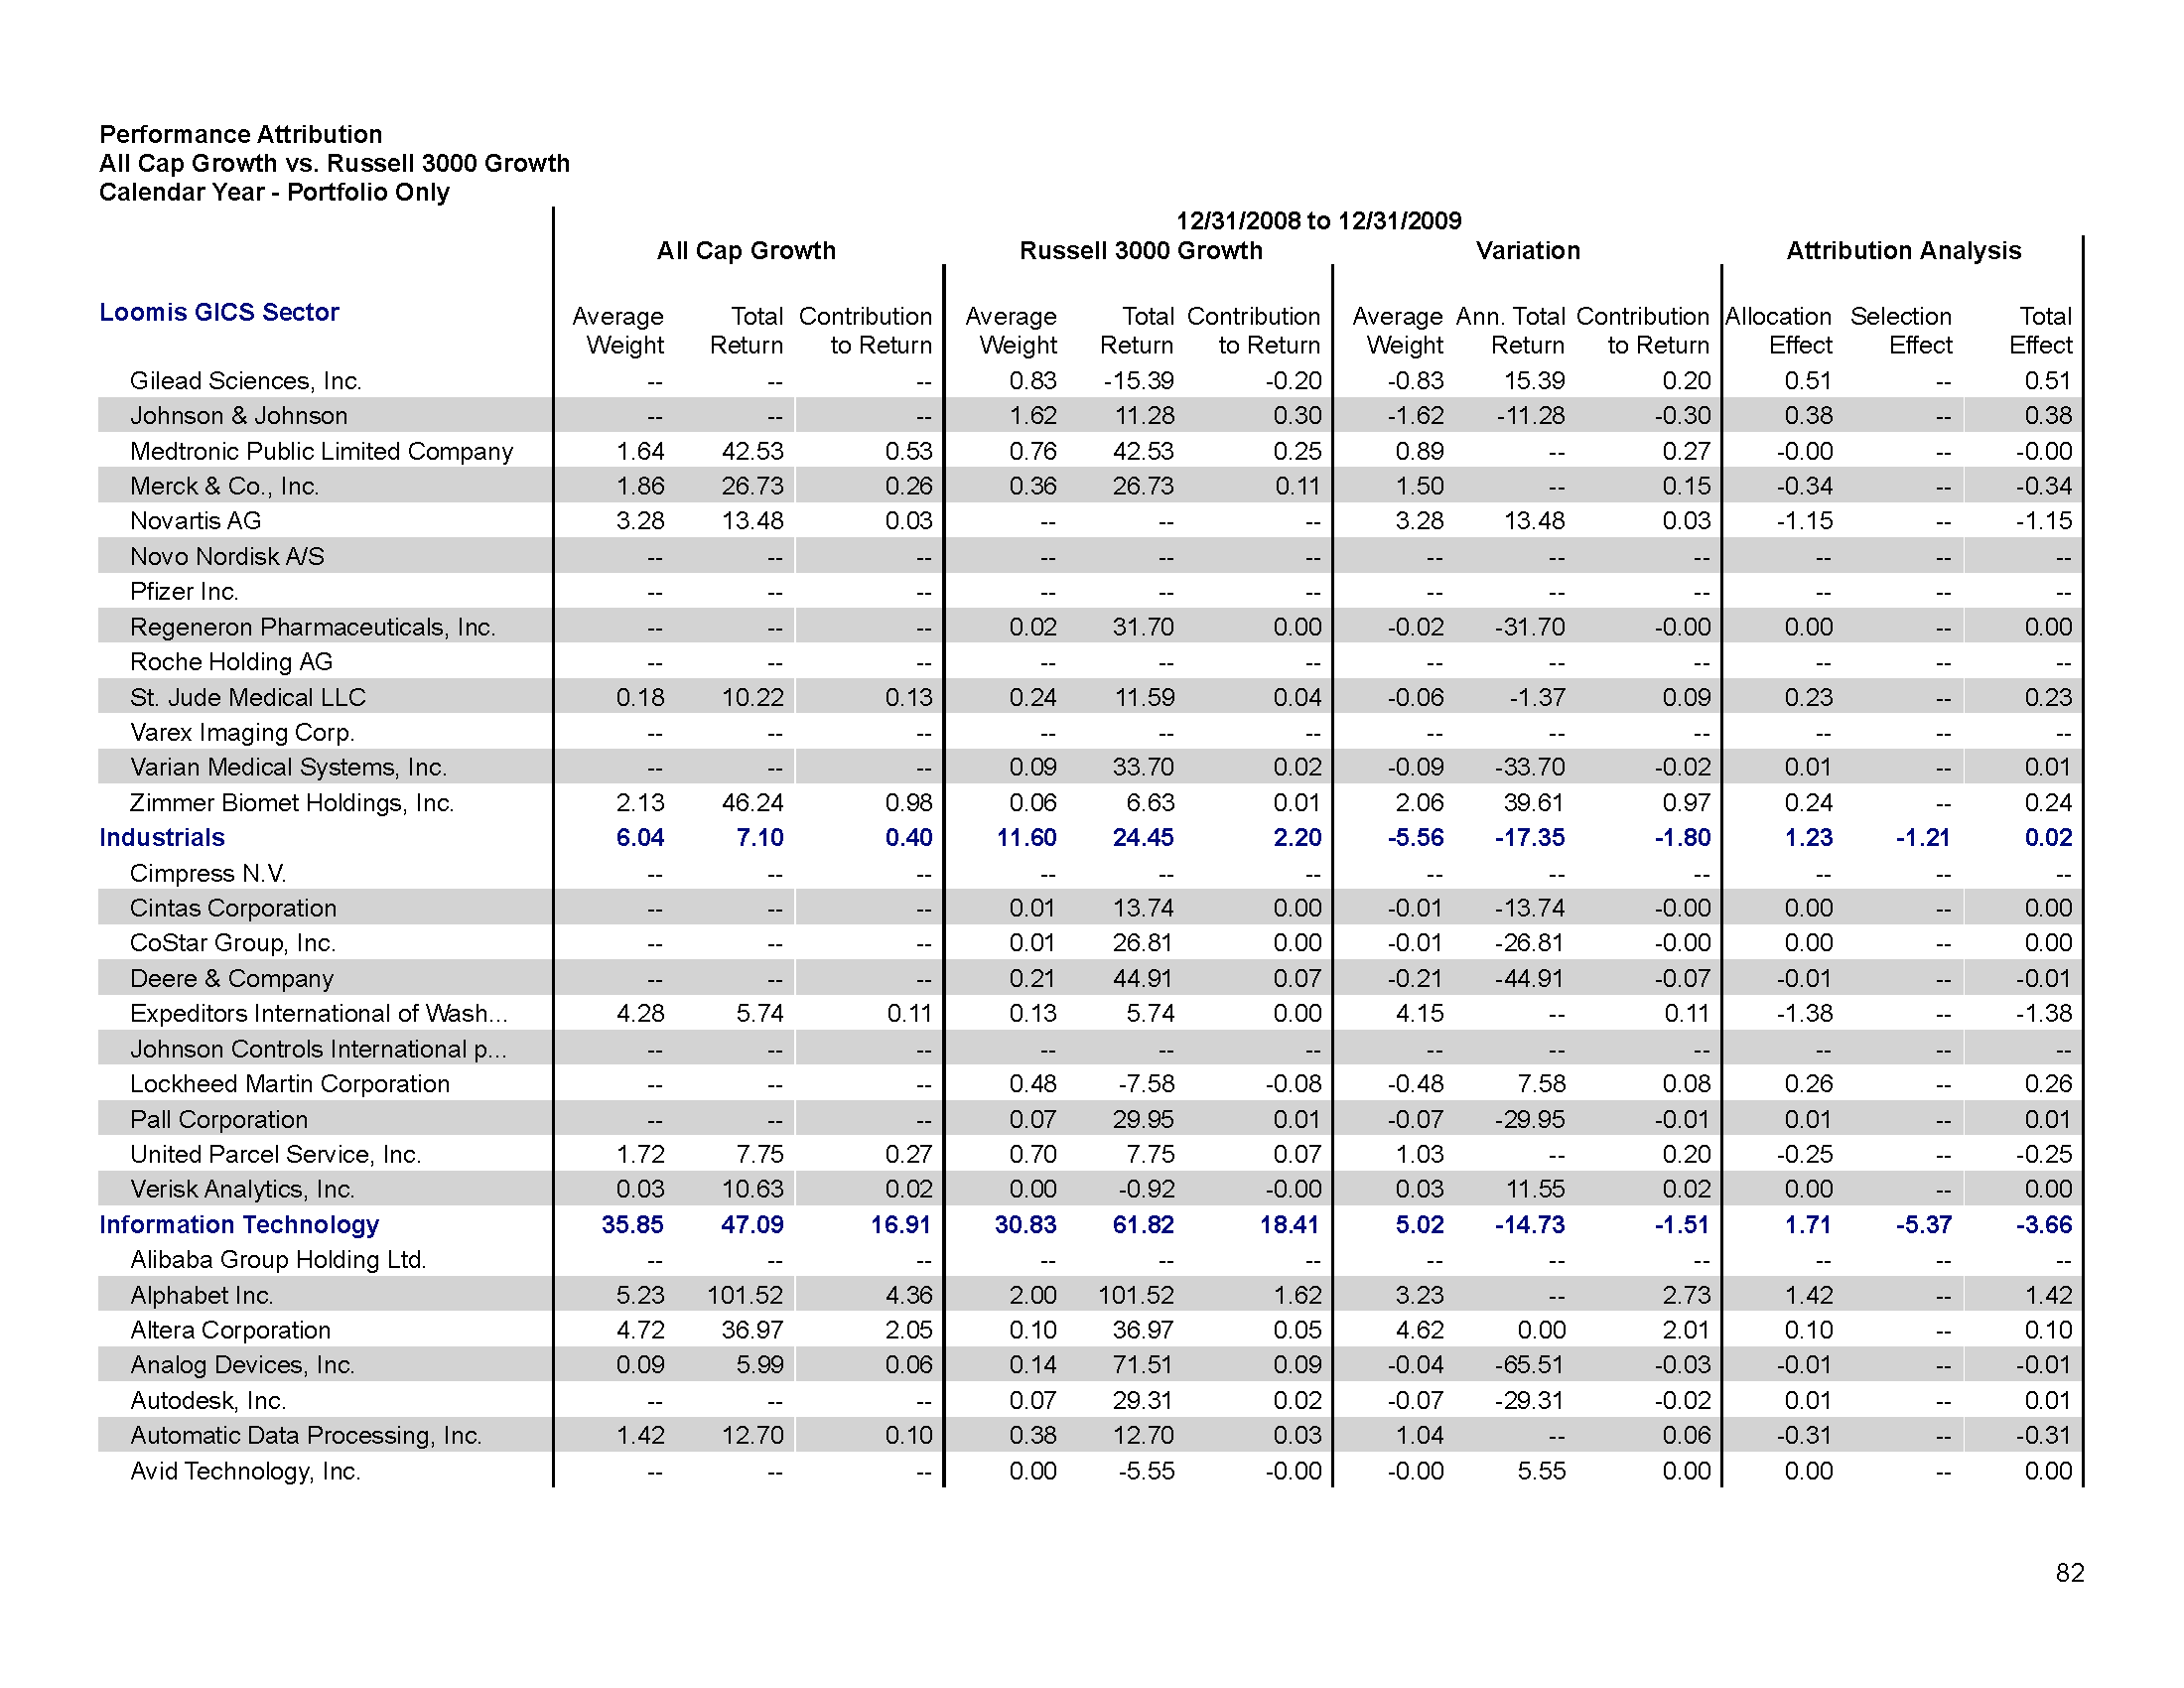 Performance Attribution
All Cap Growth vs. Russell 3000 Growth
Calendar Year - Portfolio Only
12/31/2008 to 12/31/2009
All Cap Growth Russell 3000 Growth Variation Attribution Analysis
Loomis GICS Sector Average Total Contribution Average Total Contribution Average Ann. Total Contribution Allocation Selection Total
Weight Return to Return Weight Return to Return Weight Return to Return Effect Effect Effect
Gilead Sciences, Inc. -- -- -- 0.83 -15.39 -0.20 -0.83 15.39 0.20 0.51 -- 0.51
Johnson & Johnson -- -- -- 1.62 11.28 0.30 -1.62 -11.28 -0.30 0.38 -- 0.38
Medtronic Public Limited Company 1.64 42.53 0.53 0.76 42.53 0.25 0.89 -- 0.27 -0.00 -- -0.00
Merck & Co., Inc. 1.86 26.73 0.26 0.36 26.73 0.11 1.50 -- 0.15 -0.34 -- -0.34
Novartis AG 3.28 13.48 0.03 -- -- -- 3.28 13.48 0.03 -1.15 -- -1.15
Novo Nordisk A/S -- -- -- -- -- -- -- -- -- -- -- --
Pfizer Inc. -- -- -- -- -- -- -- -- -- -- -- --
Regeneron Pharmaceuticals, Inc. -- -- -- 0.02 31.70 0.00 -0.02 -31.70 -0.00 0.00 -- 0.00
Roche Holding AG -- -- -- -- -- -- -- -- -- -- -- --
St. Jude Medical LLC 0.18 10.22 0.13 0.24 11.59 0.04 -0.06 -1.37 0.09 0.23 -- 0.23
Varex Imaging Corp. -- -- -- -- -- -- -- -- -- -- -- --
Varian Medical Systems, Inc. -- -- -- 0.09 33.70 0.02 -0.09 -33.70 -0.02 0.01 -- 0.01
Zimmer Biomet Holdings, Inc. 2.13 46.24 0.98 0.06 6.63 0.01 2.06 39.61 0.97 0.24 -- 0.24
Industrials 6.04 7.10 0.40 11.60 24.45 2.20 -5.56 -17.35 -1.80 1.23 -1.21 0.02
Cimpress N.V. -- -- -- -- -- -- -- -- -- -- -- --
Cintas Corporation -- -- -- 0.01 13.74 0.00 -0.01 -13.74 -0.00 0.00 -- 0.00
CoStar Group, Inc. -- -- -- 0.01 26.81 0.00 -0.01 -26.81 -0.00 0.00 -- 0.00
Deere & Company -- -- -- 0.21 44.91 0.07 -0.21 -44.91 -0.07 -0.01 -- -0.01
Expeditors International of Wash... 4.28 5.74 0.11 0.13 5.74 0.00 4.15 -- 0.11 -1.38 -- -1.38
Johnson Controls International p... -- -- -- -- -- -- -- -- -- -- -- --
Lockheed Martin Corporation -- -- -- 0.48 -7.58 -0.08 -0.48 7.58 0.08 0.26 -- 0.26
Pall Corporation -- -- -- 0.07 29.95 0.01 -0.07 -29.95 -0.01 0.01 -- 0.01
United Parcel Service, Inc. 1.72 7.75 0.27 0.70 7.75 0.07 1.03 -- 0.20 -0.25 -- -0.25
Verisk Analytics, Inc. 0.03 10.63 0.02 0.00 -0.92 -0.00 0.03 11.55 0.02 0.00 -- 0.00
Information Technology 35.85 47.09 16.91 30.83 61.82 18.41 5.02 -14.73 -1.51 1.71 -5.37 -3.66
Alibaba Group Holding Ltd. -- -- -- -- -- -- -- -- -- -- -- --
Alphabet Inc. 5.23 101.52 4.36 2.00 101.52 1.62 3.23 -- 2.73 1.42 -- 1.42
Altera Corporation 4.72 36.97 2.05 0.10 36.97 0.05 4.62 0.00 2.01 0.10 -- 0.10
Analog Devices, Inc. 0.09 5.99 0.06 0.14 71.51 0.09 -0.04 -65.51 -0.03 -0.01 -- -0.01
Autodesk, Inc. -- -- -- 0.07 29.31 0.02 -0.07 -29.31 -0.02 0.01 -- 0.01
Automatic Data Processing, Inc. 1.42 12.70 0.10 0.38 12.70 0.03 1.04 -- 0.06 -0.31 -- -0.31
Avid Technology, Inc. -- -- -- 0.00 -5.55 -0.00 -0.00 5.55 0.00 0.00 -- 0.00
82